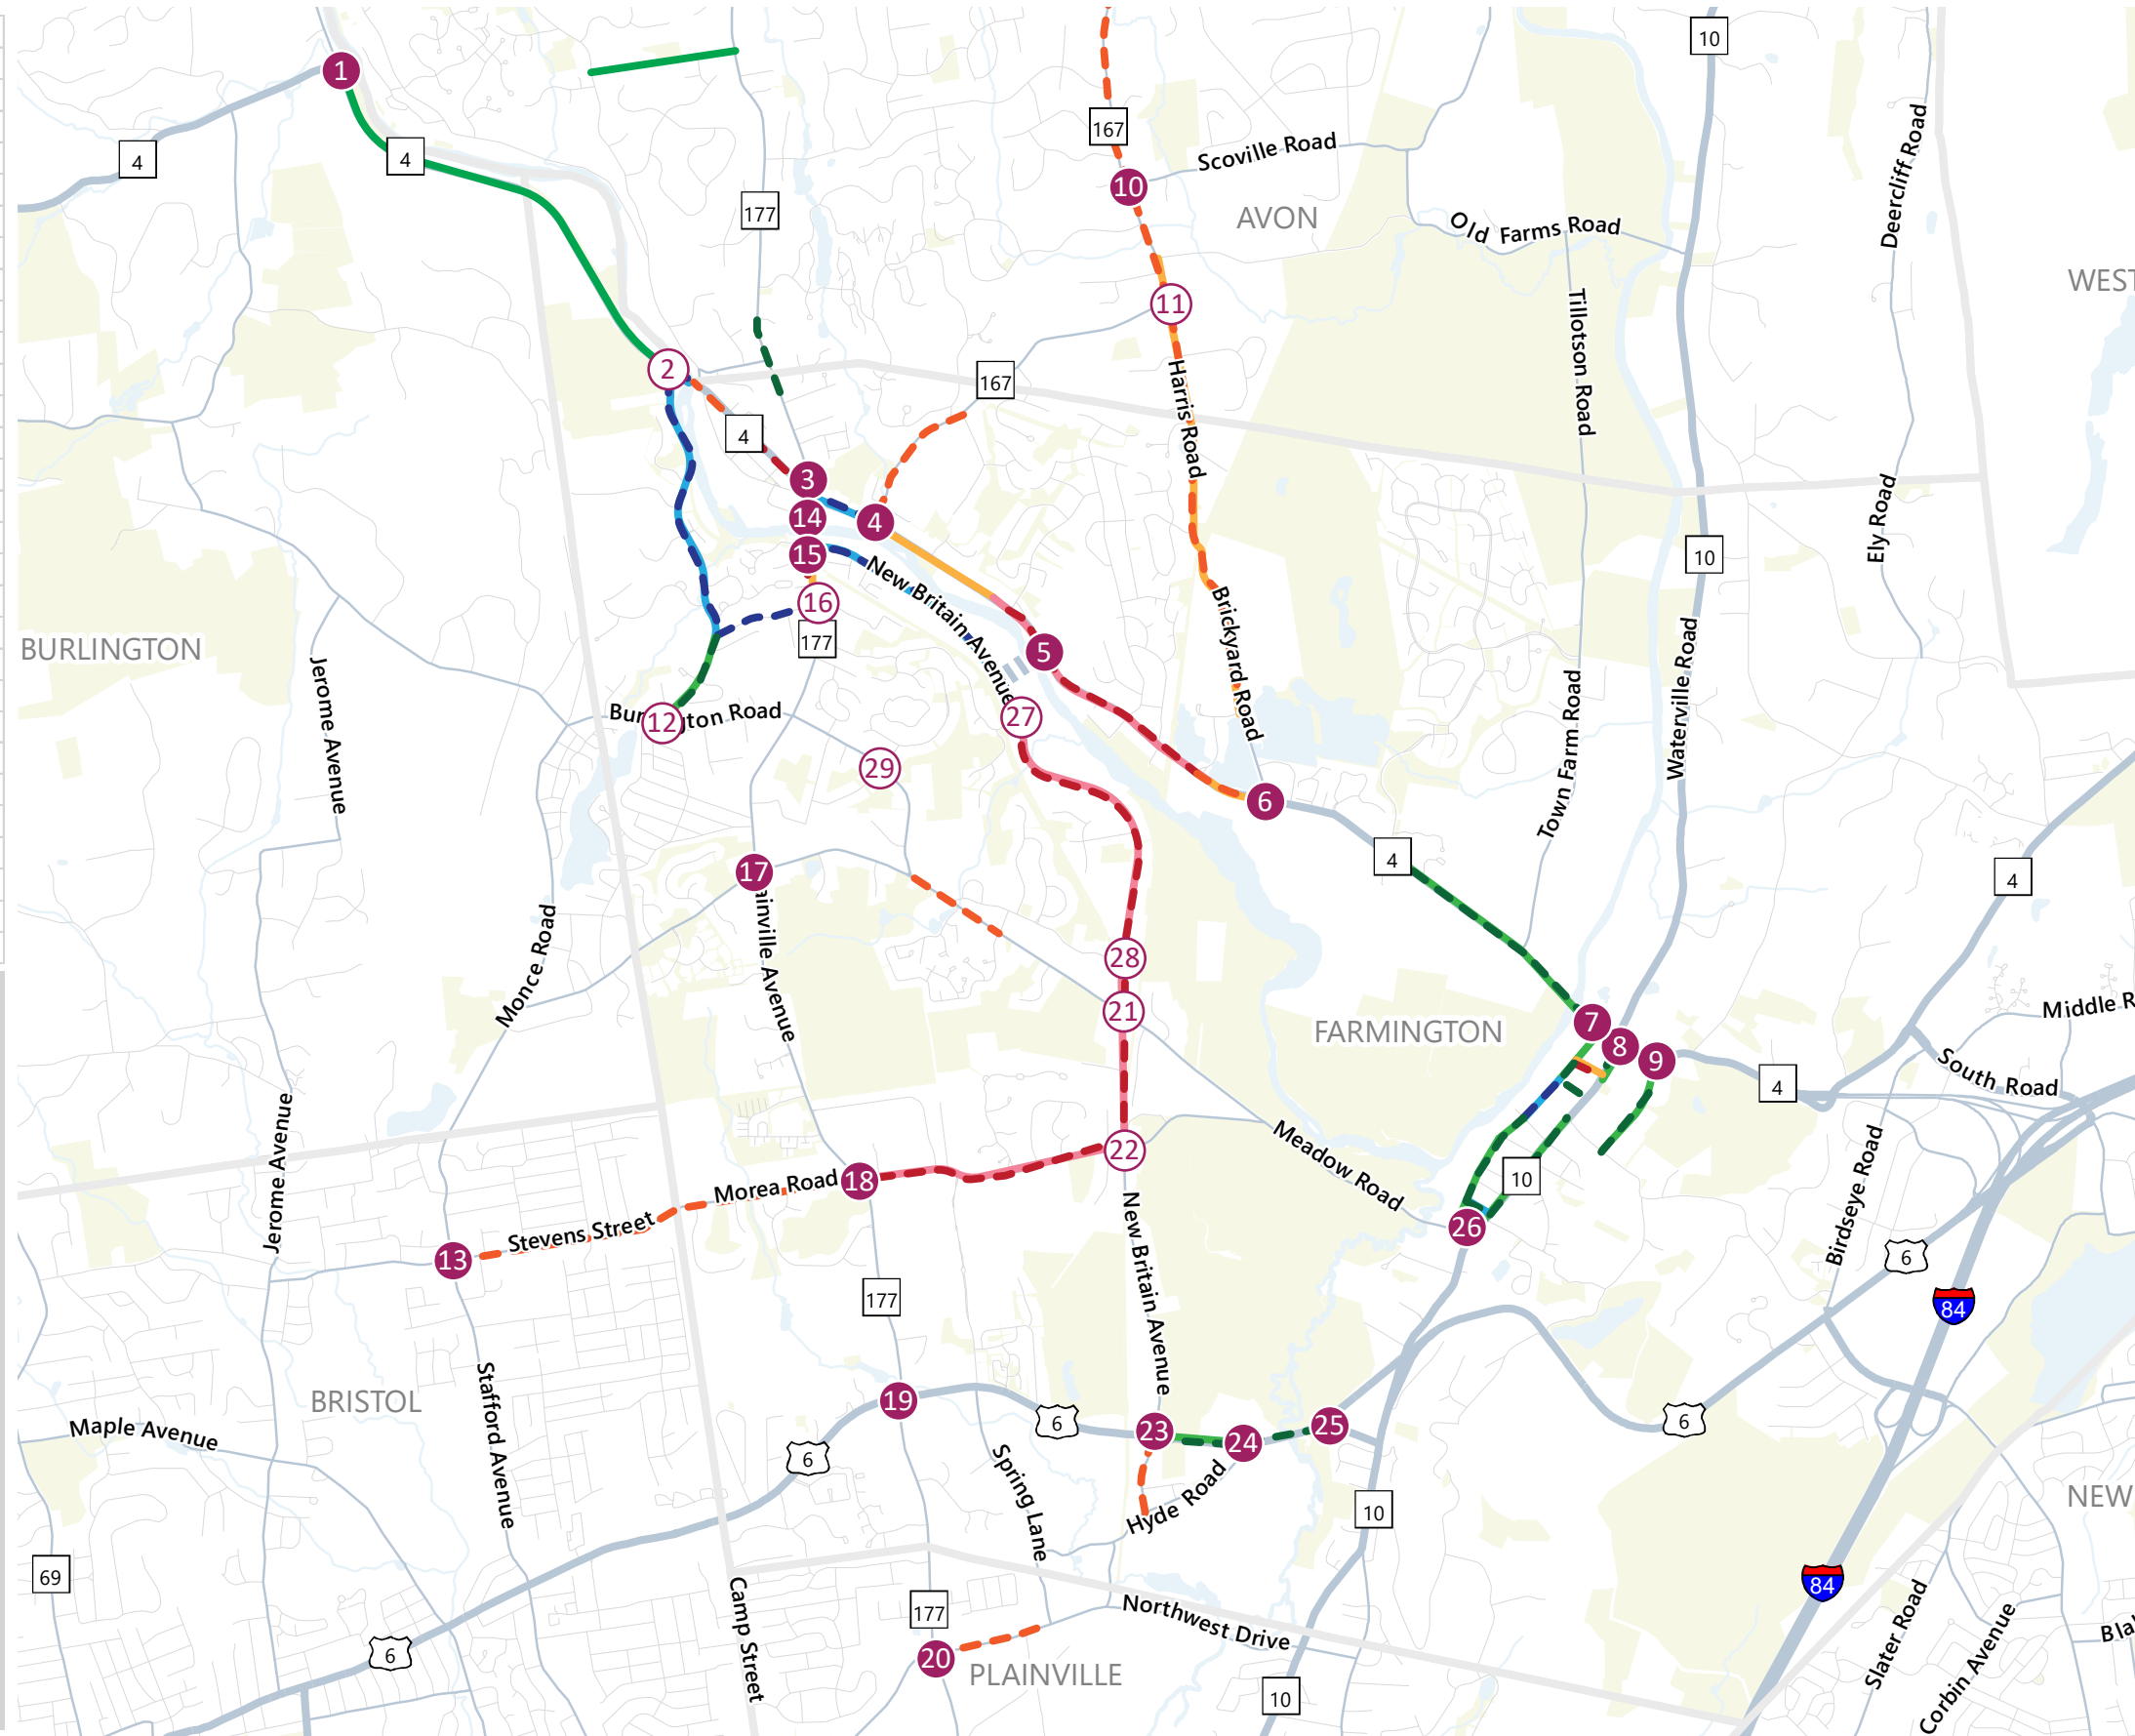 1
10
4
4
167
Scoville Road
Deercliff Road
10
177
AVON
Old Farms Road
WEST
11
Tillotson Road
2
167
Harris Road
4
3
14
4
10
Ely Road
15
New Britain Avenue
16
177
Brickyard Road
BURLINGTON
5
Jerome Avenue
Waterville Road
12
27
Town Farm Road
29
6
4
17
4
Monce Road
28
21
Middle R
7
FARMINGTON
8
9
South Road
4
Jerome Avenue
22
Meadow Road
Morea Road
18
10
Birdseye Road
Stevens Street
26
13
6
New Britain Avenue
177
84
Stafford Avenue
BRISTOL
19
6
23
25
6
Maple Avenue
24
6
Spring Lane
Hyde Road
NEW
10
69
84
Camp Street
177
Northwest Drive
Slater Road
6
20
PLAINVILLE
Corbin Avenue
10